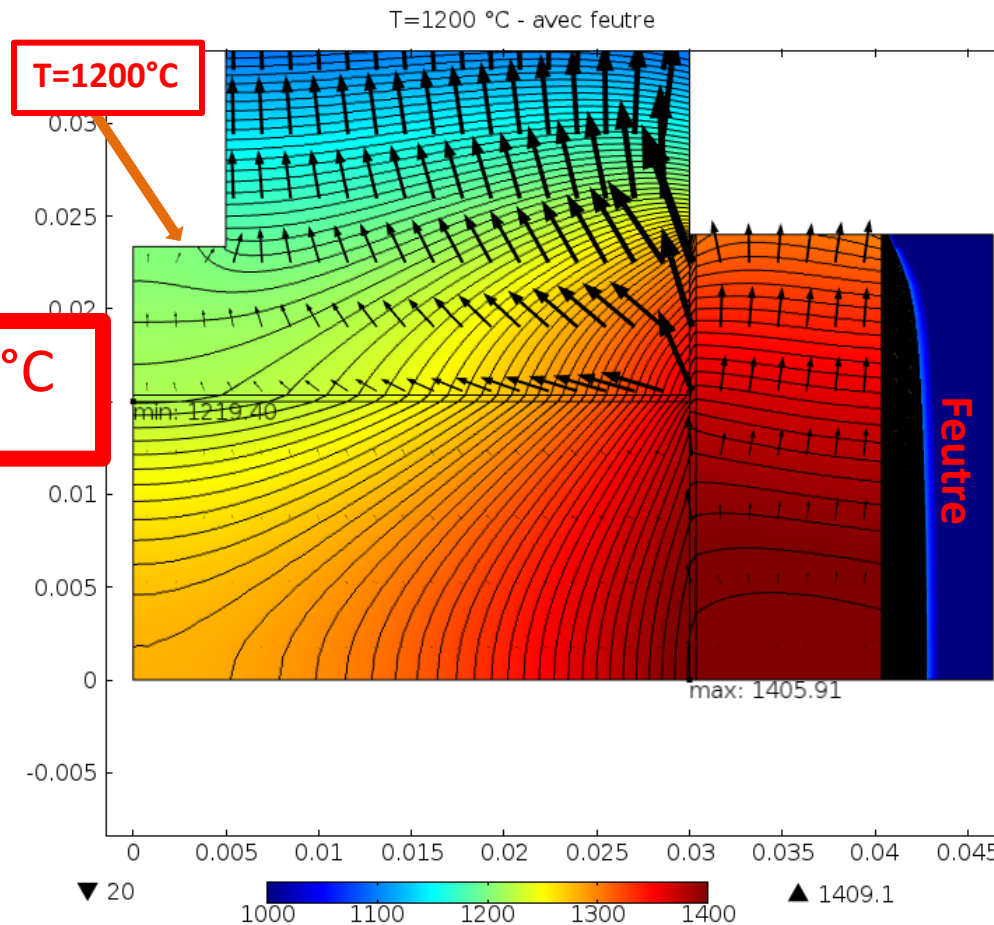 T=1200 °C - avec feutre
T=1200°C
0.03
0.025
0.02
°C
min: 1219.40
Feutre
0.01
0.005
0
max: 1405.91
-0.005
0 0.005 0.01 0.015 0.02 0.025 0.03 0.035 0.04 0.045
▼ 20
1000 1100 1200 1300 1400
▲ 1409.1